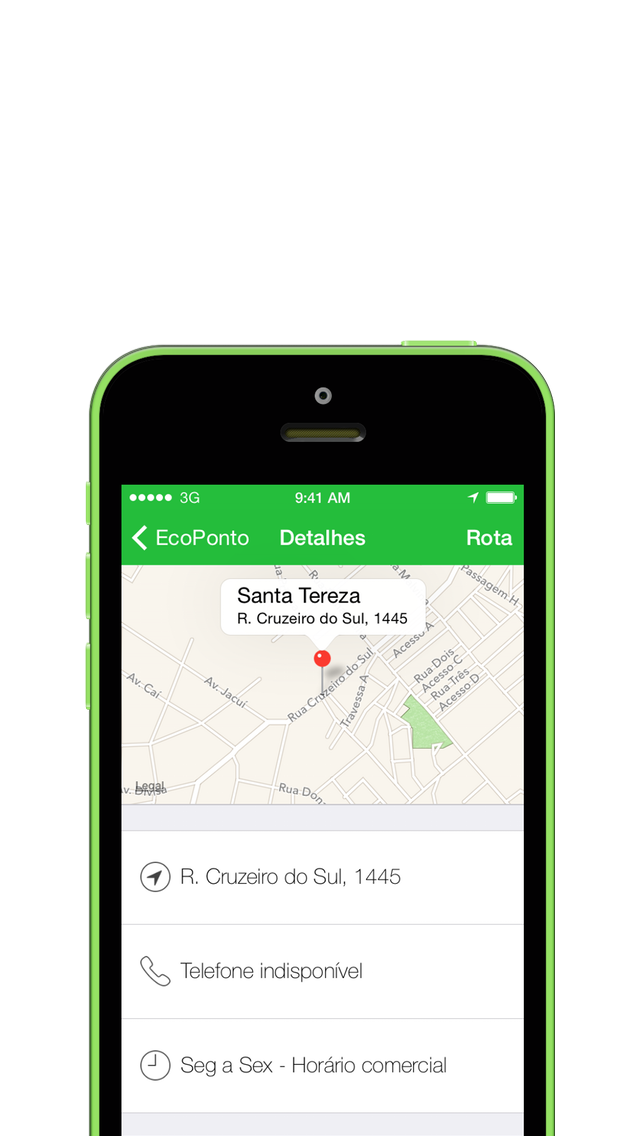 3G 9:41 AM
EcoPonto Detalhes Rota
Santa Tereza
R. Cruzeiro do Sul, 1445
Passagem H
Acesso A
Rua Dois
Acesso C
Rua Três
Acesso D
Av. Caí
Av. Jacuí
Rua Cruzeiro do Sul
Travessa A
Legal
Av. Divisa
Rua Don
R. Cruzeiro do Sul, 1445
Telefone indisponível
Seg a Sex - Horário comercial